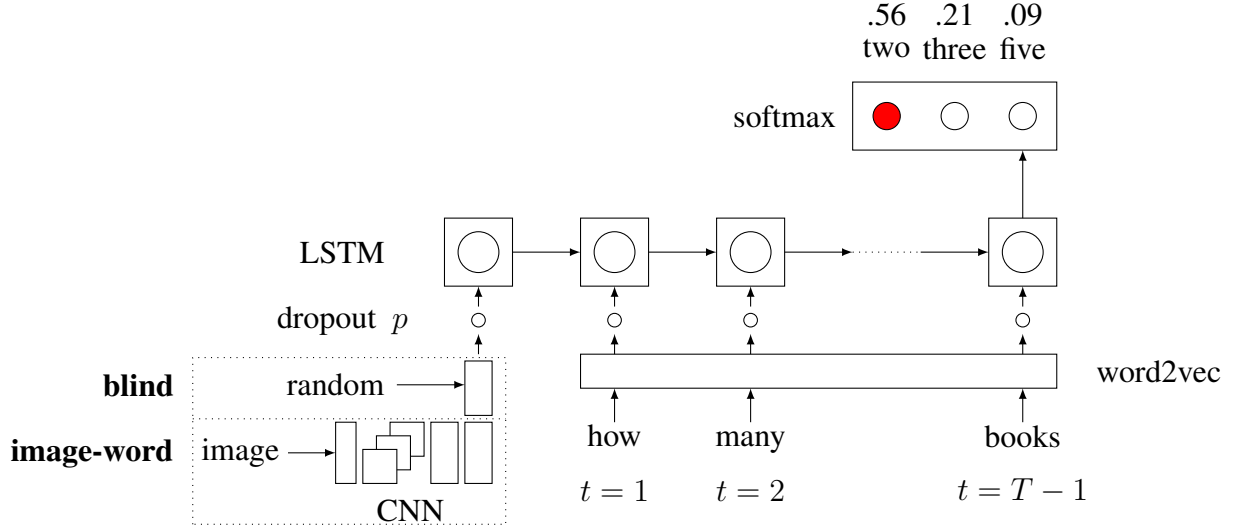 .56 .21 .09
two three five
softmax
LSTM
dropout p
blind random
word2vec
image-word image
CNN
how many books
t = 1 t = 2 t = T − 1